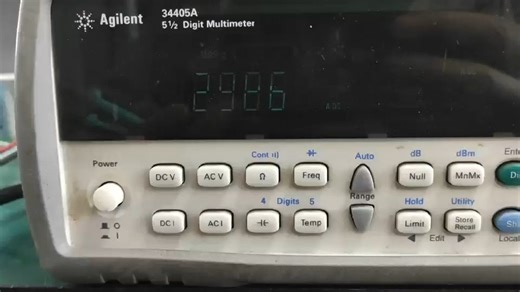 Agilent
34405A
5½ Digit Multimeter
Power
Cont
Auto
dB
dBm
DC V
AC V
Ω
Freq
Null
MnMx
Range
4 Digits 5
Hold
Utility
DC I
AC I
Temp
Limit
Store
Recall
O
I
Edit
Local